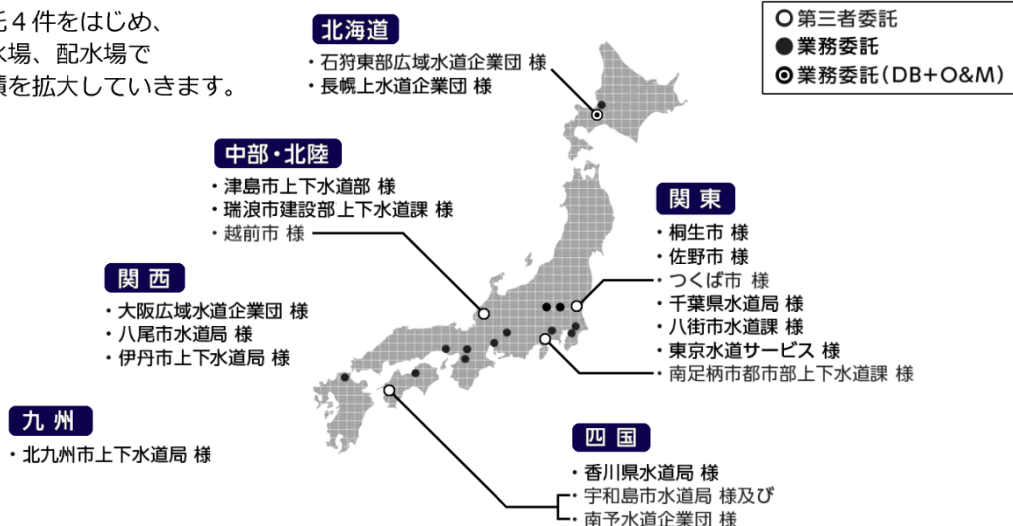 託4件をはじめ、
水場、配水場で
績を拡大していきます。
○第三者委託
●業務委託
◉業務委託(DB+O&M)
北海道
・石狩東部広域水道企業団 様
・長幌上水道企業団 様
中部・北陸
・津島市上下水道部 様
・瑞浪市建設部上下水道課 様
・越前市 様
関東
・桐生市 様
・佐野市 様
・つくば市 様
・千葉県水道局 様
・八街市水道課 様
・東京水道サービス 様
・南足柄市都市部上下水道課 様
関西
・大阪広域水道企業団 様
・八尾市水道局 様
・伊丹市上下水道局 様
九州
・北九州市上下水道局 様
四国
・香川県水道局 様
・宇和島市水道局 様及び
・南予水道企業団 様